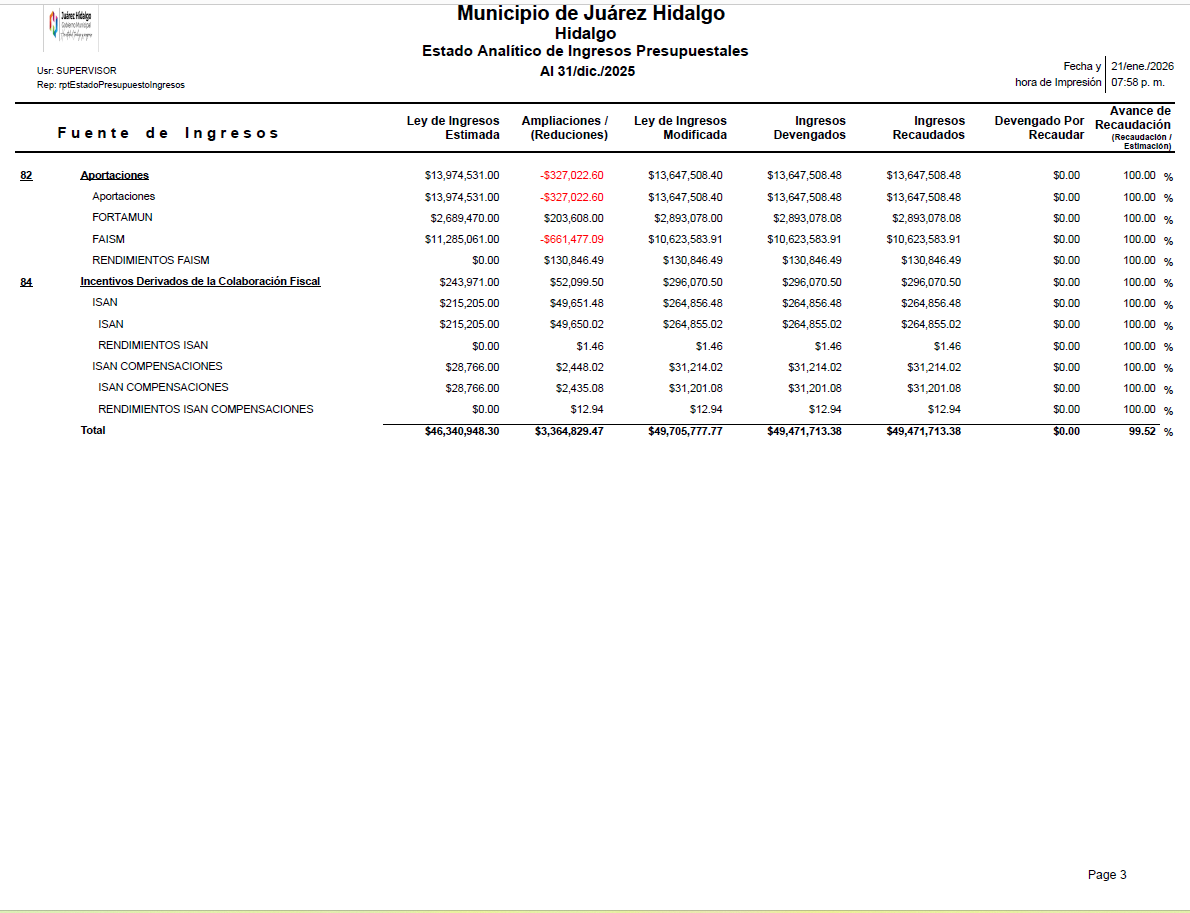 Juárez Hidalgo
Gobierno Municipal
Municipio de Juárez Hidalgo
Hidalgo
Estado Analítico de Ingresos Presupuestales
Al 31/dic./2025
Usr: SUPERVISOR
Rep: rptEstadoPresupuestoIngresos
Fecha y hora de Impresión
21/ene./2026
07:58 p. m.
Fuente de Ingresos
Ley de Ingresos Estimada
Ampliaciones / (Reduciones)
Ley de Ingresos Modificada
Ingresos Devengados
Ingresos Recaudados
Devengado Por Recaudar
Avance de Recaudación
(Recaudación / Estimación)
82 Aportaciones $13,974,531.00 -$327,022.60 $13,647,508.40 $13,647,508.48 $13,647,508.48 $0.00 100.00 %
Aportaciones $13,974,531.00 -$327,022.60 $13,647,508.40 $13,647,508.48 $13,647,508.48 $0.00 100.00 %
FORTAMUN $2,689,470.00 $203,608.00 $2,893,078.00 $2,893,078.08 $2,893,078.08 $0.00 100.00 %
FAISM $11,285,061.00 -$661,477.09 $10,623,583.91 $10,623,583.91 $10,623,583.91 $0.00 100.00 %
RENDIMIENTOS FAISM $0.00 $130,846.49 $130,846.49 $130,846.49 $130,846.49 $0.00 100.00 %
84 Incentivos Derivados de la Colaboración Fiscal $243,971.00 $52,099.50 $296,070.50 $296,070.50 $296,070.50 $0.00 100.00 %
ISAN $215,205.00 $49,651.48 $264,856.48 $264,856.48 $264,856.48 $0.00 100.00 %
ISAN $215,205.00 $49,650.02 $264,855.02 $264,855.02 $264,855.02 $0.00 100.00 %
RENDIMIENTOS ISAN $0.00 $1.46 $1.46 $1.46 $1.46 $0.00 100.00 %
ISAN COMPENSACIONES $28,766.00 $2,448.02 $31,214.02 $31,214.02 $31,214.02 $0.00 100.00 %
ISAN COMPENSACIONES $28,766.00 $2,435.08 $31,201.08 $31,201.08 $31,201.08 $0.00 100.00 %
RENDIMIENTOS ISAN COMPENSACIONES $0.00 $12.94 $12.94 $12.94 $12.94 $0.00 100.00 %
Total $46,340,948.30 $3,364,829.47 $49,705,777.77 $49,471,713.38 $49,471,713.38 $0.00 99.52 %
Page 3